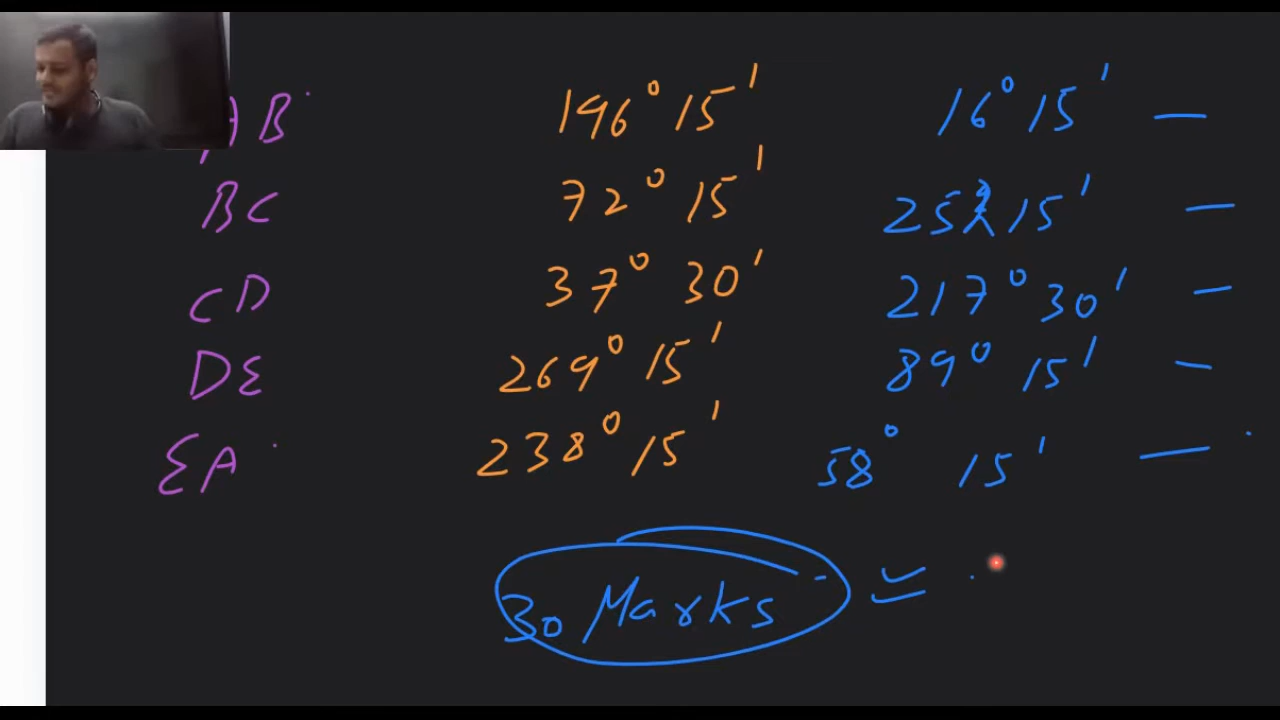 AB 196° 15' 16° 15' —
BC 72° 15' 252° 15' —
CD 37° 30' 217° 30' —
DE 269° 15' 89° 15' —
EA 238° 15' 58° 15' —
30 Marks